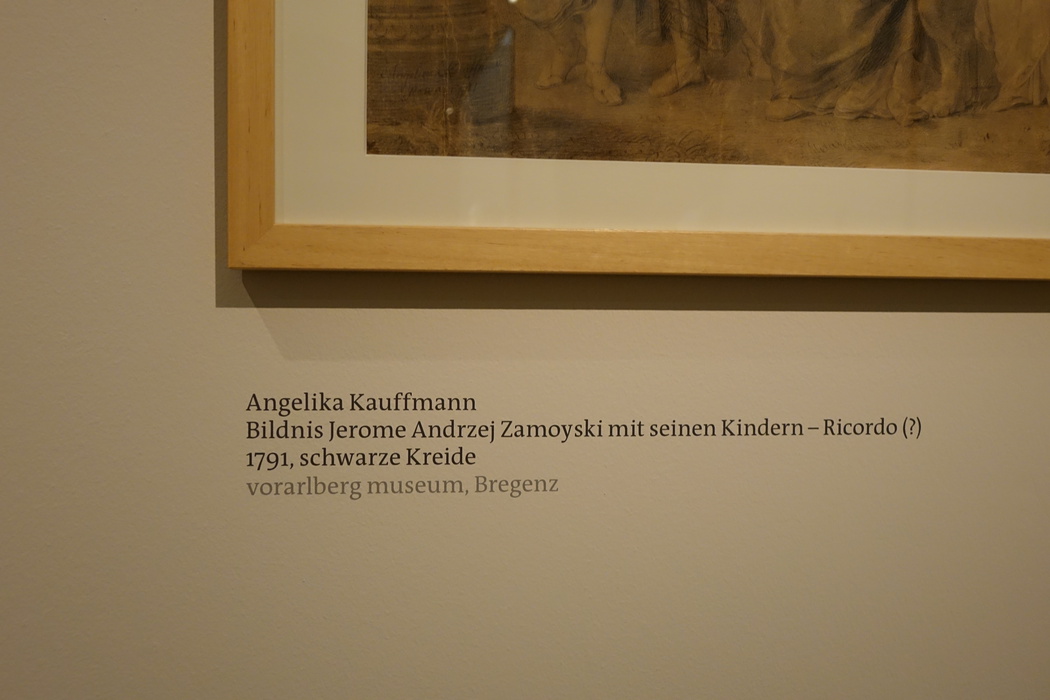 Angelika Kauffmann
Bildnis Jerome Andrzej Zamoyski mit seinen Kindern – Ricordo (?)
1791, schwarze Kreide
vorarlberg museum, Bregenz